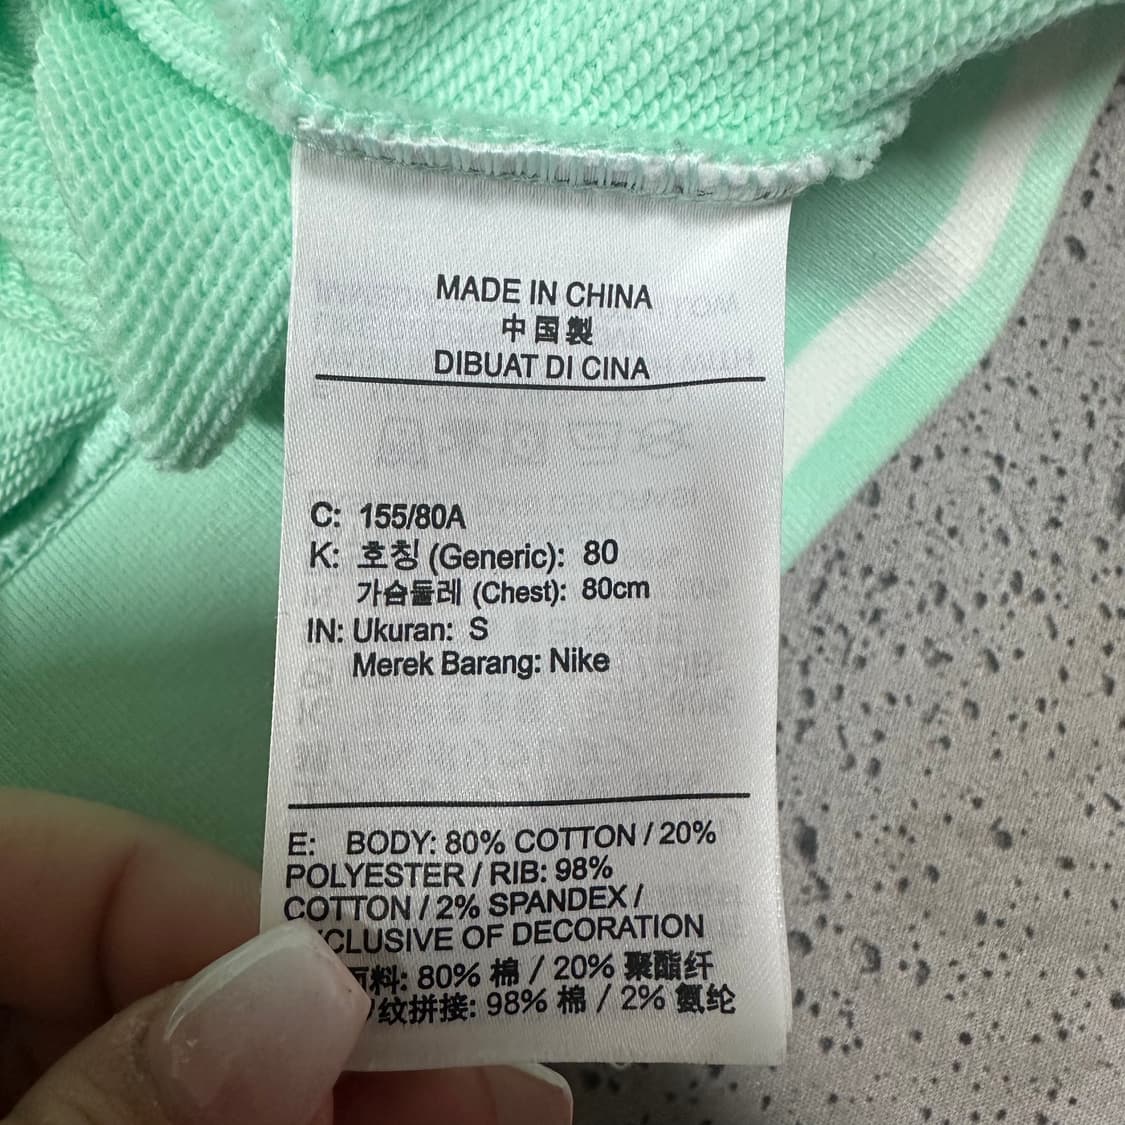 MADE IN CHINA
中国製
DIBUAT DI CINA
C: 155/80A
K: 호칭 (Generic): 80
가슴둘레 (Chest): 80cm
IN: Ukuran: S
Merek Barang: Nike
E: BODY: 80% COTTON / 20%
POLYESTER / RIB: 98%
COTTON / 2% SPANDEX /
XCLUSIVE OF DECORATION
料: 80% 棉 / 20% 聚酯纤
纹拼接: 98% 棉 / 2% 氨纶